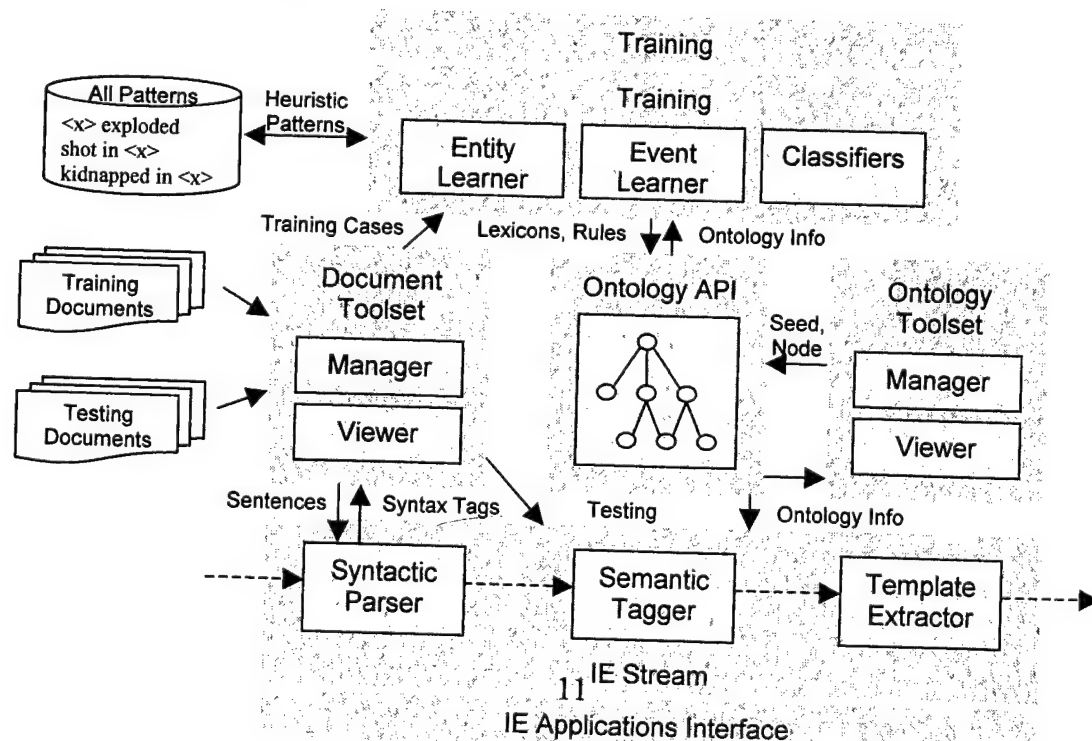 Training
Training
All Patterns
<x> exploded
shot in <x>
kidnapped in <x>
Heuristic
Patterns
Entity
Learner
Event
Learner
Classifiers
Training Cases
Lexicons, Rules
Ontology Info
Training
Documents
Testing
Documents
Document
Toolset
Manager
Viewer
Ontology API
Seed,
Node
Ontology
Toolset
Manager
Viewer
Sentences
Syntax Tags
Testing
Ontology Info
Syntactic
Parser
Semantic
Tagger
Template
Extractor
IE Stream
11
IE Applications Interface